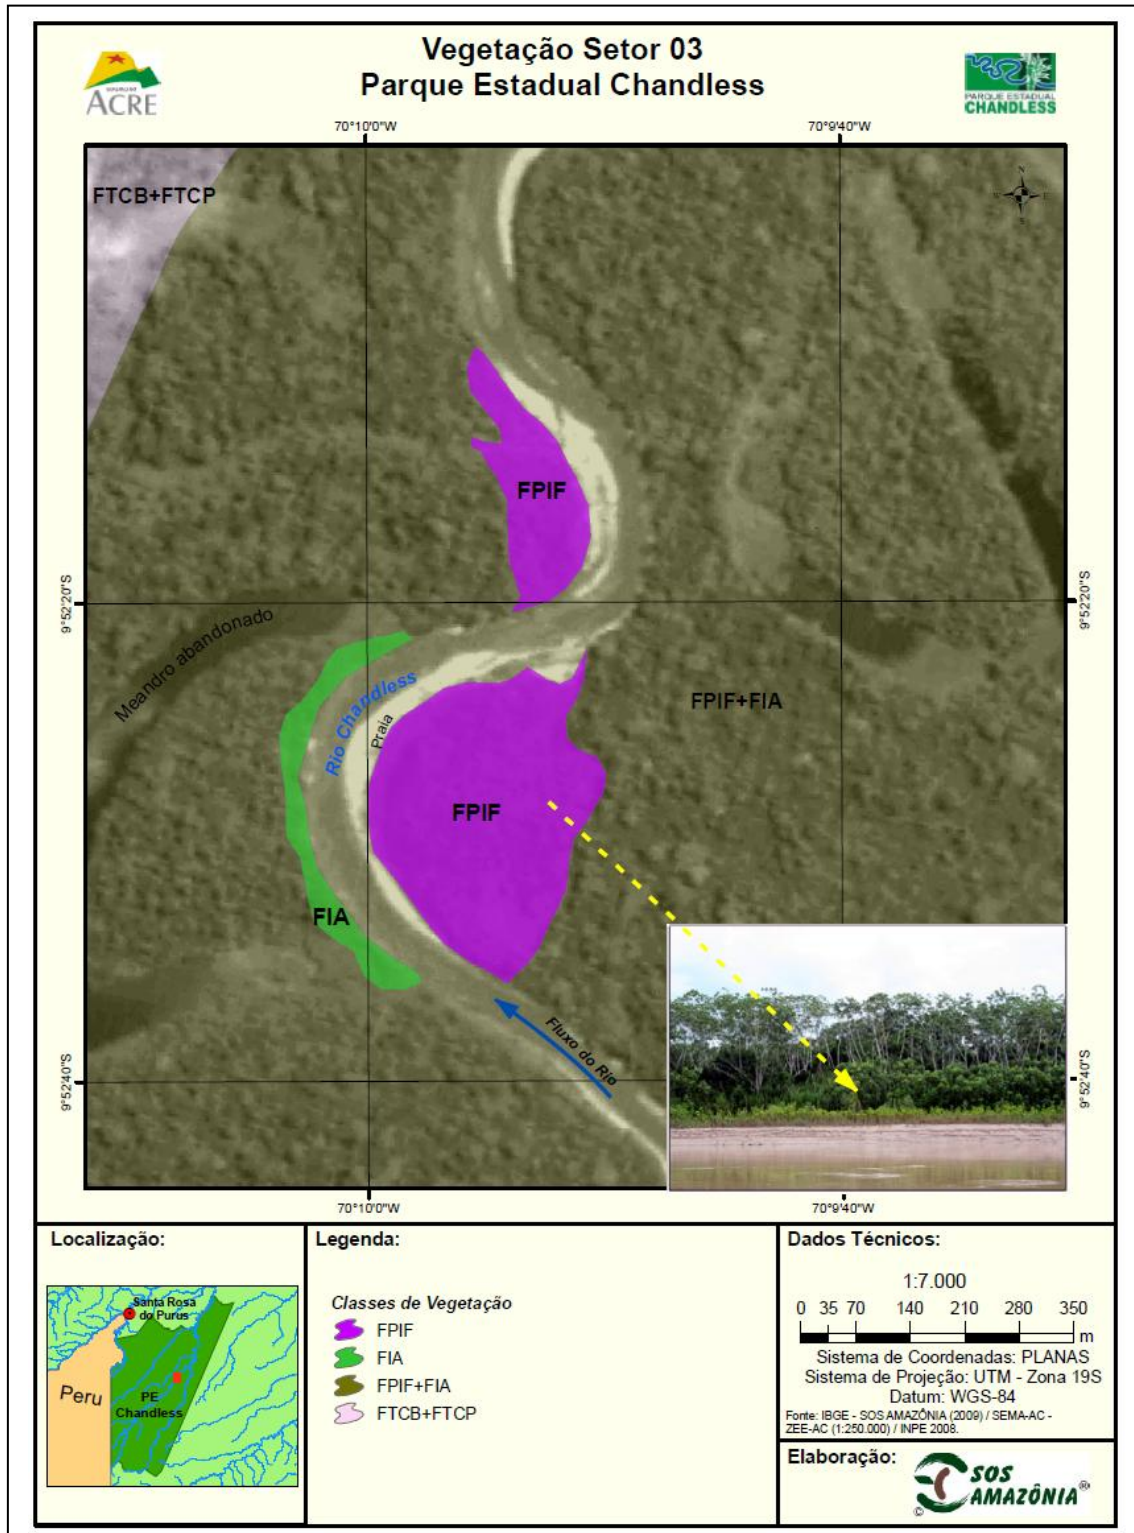 Vegetação Setor 03
Parque Estadual Chandless
ACRE
PARQUE ESTADUAL
CHANDLESS
70°10'0"W
70°9'40"W
FTCB+FTCP
N
FPIF
9°52'20"S
9°52'20"S
Meandro abandonado
Rio Chandless
Praia
FPIF+FIA
FPIF
FIA
Fluxo do Rio
9°52'40"S
9°52'40"S
70°10'0"W
70°9'40"W
Localização:
Santa Rosa
do Purus
Peru
PE
Chandless
Legenda:
Classes de Vegetação
FPIF
FIA
FPIF+FIA
FTCB+FTCP
Dados Técnicos:
1:7.000
0 35 70 140 210 280 350
m
Sistema de Coordenadas: PLANAS
Sistema de Projeção: UTM - Zona 19S
Datum: WGS-84
Fonte: IBGE - SOS AMAZÔNIA (2009) / SEMA-AC -
ZEE-AC (1:250.000) / INPE 2008.
Elaboração:
SOS
AMAZÔNIA®
©